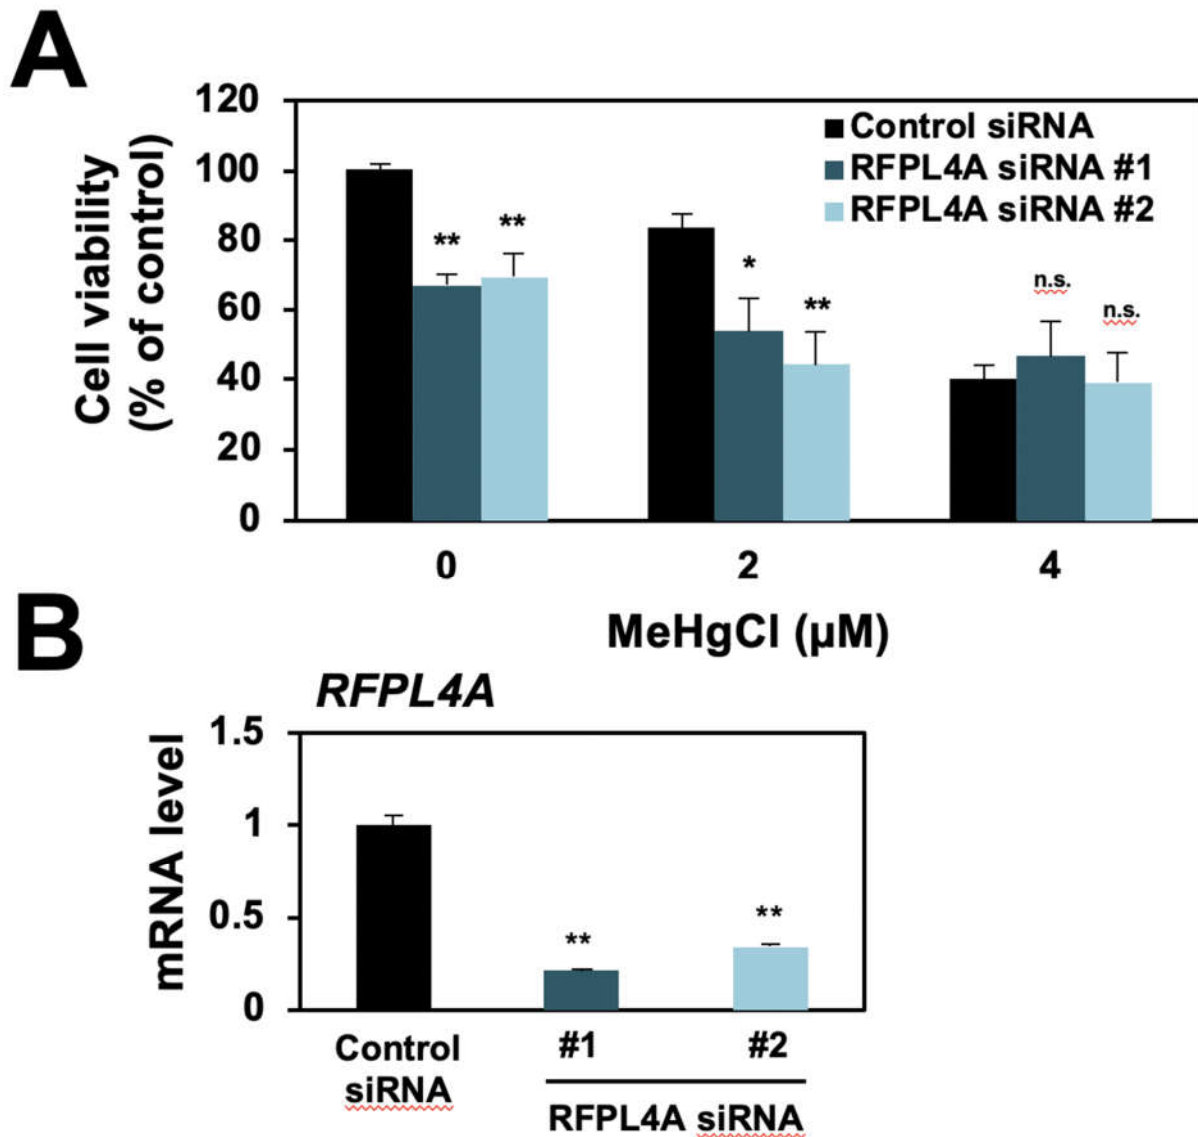 A
120
100
80
60
40
20
0
Cell viability
(% of control)
Control siRNA
RFPL4A siRNA #1
RFPL4A siRNA #2
** **
* **
n.s. n.s.
0 2 4
MeHgCl (µM)
B
RFPL4A
1.5
1
0.5
0
mRNA level
** **
Control
siRNA
#1 #2
RFPL4A siRNA